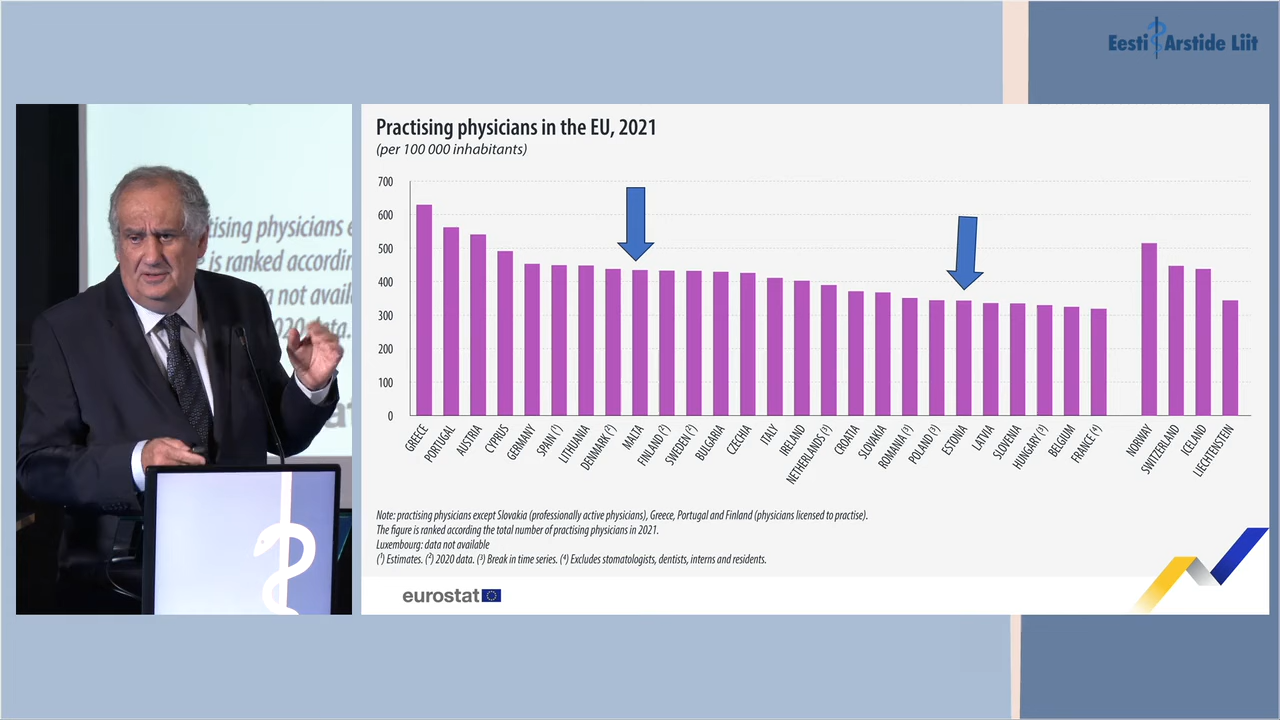 Eesti Arstide Liit
tising physicians e
e is ranked accordin
a not avail
2020 data.
Practising physicians in the EU, 2021
(per 100 000 inhabitants)
700
600
500
400
300
200
100
0
GREECE
PORTUGAL
AUSTRIA
CYPRUS
GERMANY
SPAIN (¹)
LITHUANIA
DENMARK (²)
MALTA
FINLAND (²)
SWEDEN (²)
BULGARIA
CZECHIA
ITALY
IRELAND
NETHERLANDS (³)
CROATIA
SLOVAKIA
ROMANIA (³)
POLAND (³)
ESTONIA
LATVIA
SLOVENIA
HUNGARY (³)
BELGIUM
FRANCE (⁴)
NORWAY
SWITZERLAND
ICELAND
LIECHTENSTEIN
Note: practising physicians except Slovakia (professionally active physicians), Greece, Portugal and Finland (physicians licensed to practise).
The figure is ranked according the total number of practising physicians in 2021.
Luxembourg: data not available
(¹) Estimates. (²) 2020 data. (³) Break in time series. (⁴) Excludes stomatologists, dentists, interns and residents.
eurostat